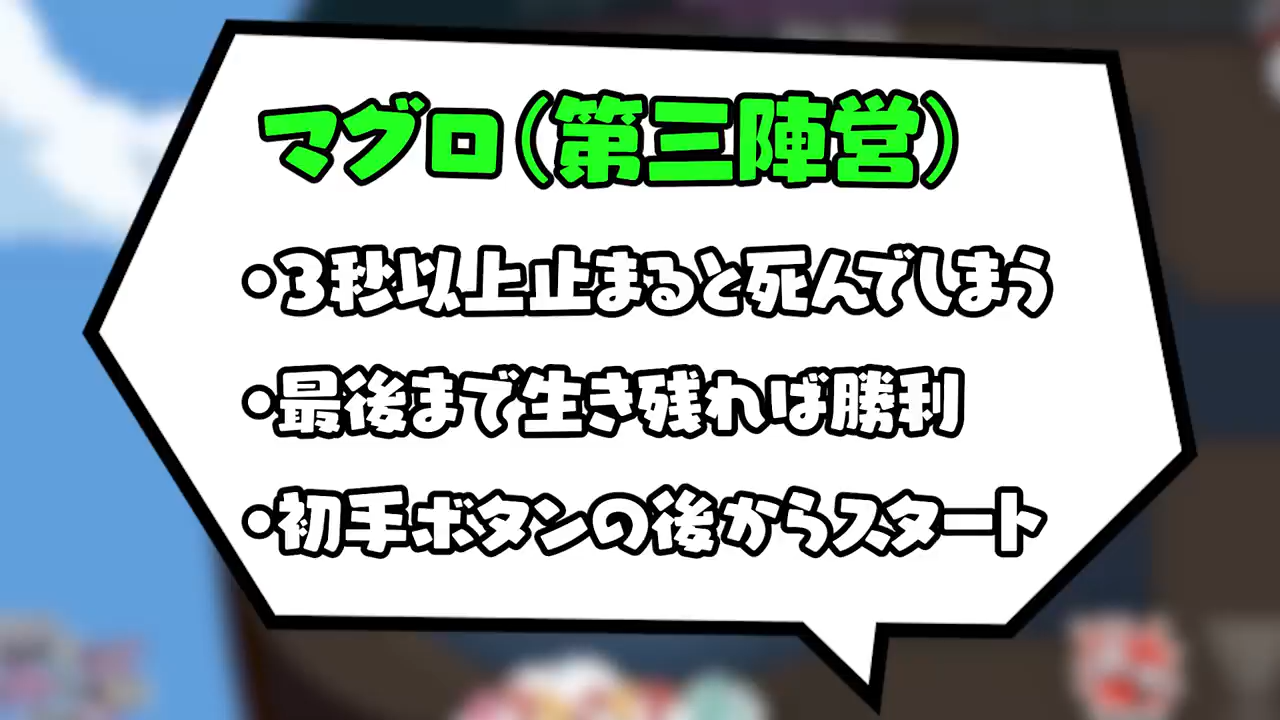 マグロ(第三陣営)
・3秒以上止まると死んでしまう
・最後まで生き残れば勝利
・初手ボタンの後からスタート